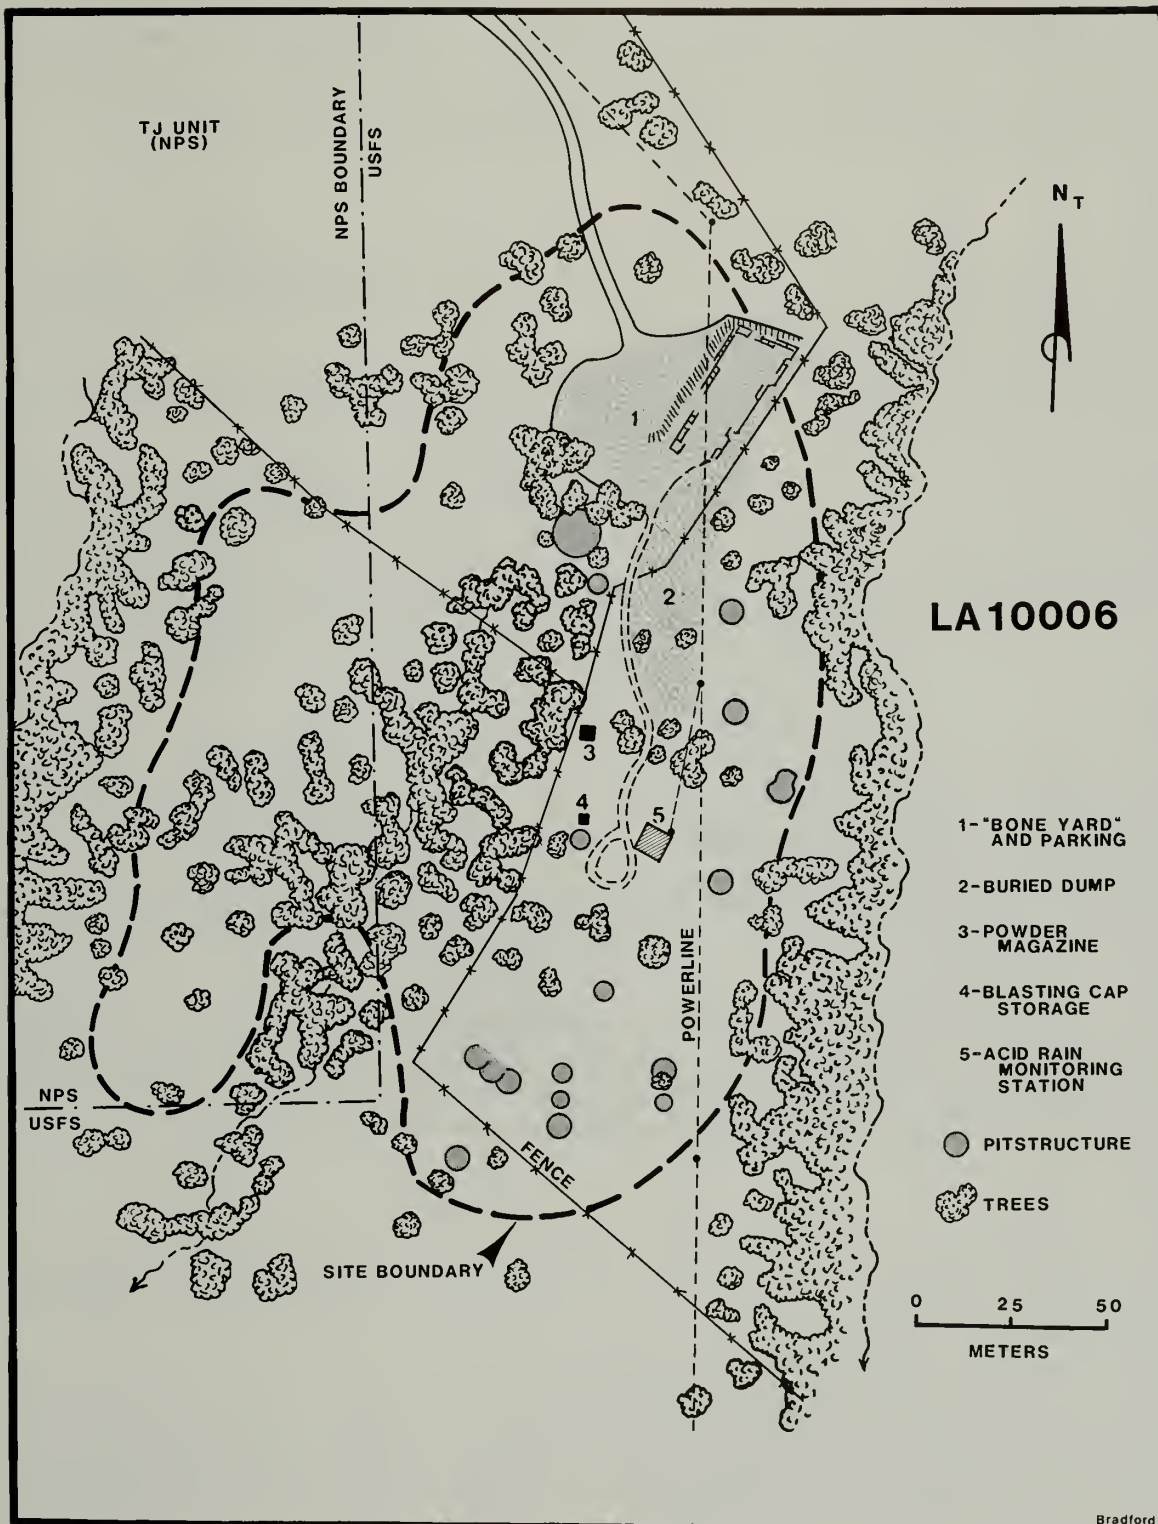 TJ UNIT
(NPS)
NPS BOUNDARY
USFS
N T
1
2
LA10006
3
4
5
1-"BONE YARD"
AND PARKING
2-BURIED DUMP
3-POWDER
MAGAZINE
4-BLASTING CAP
STORAGE
5-ACID RAIN
MONITORING
STATION
PITSTRUCTURE
TREES
POWERLINE
NPS
USFS
FENCE
SITE BOUNDARY
0 25 50
METERS
Bradford